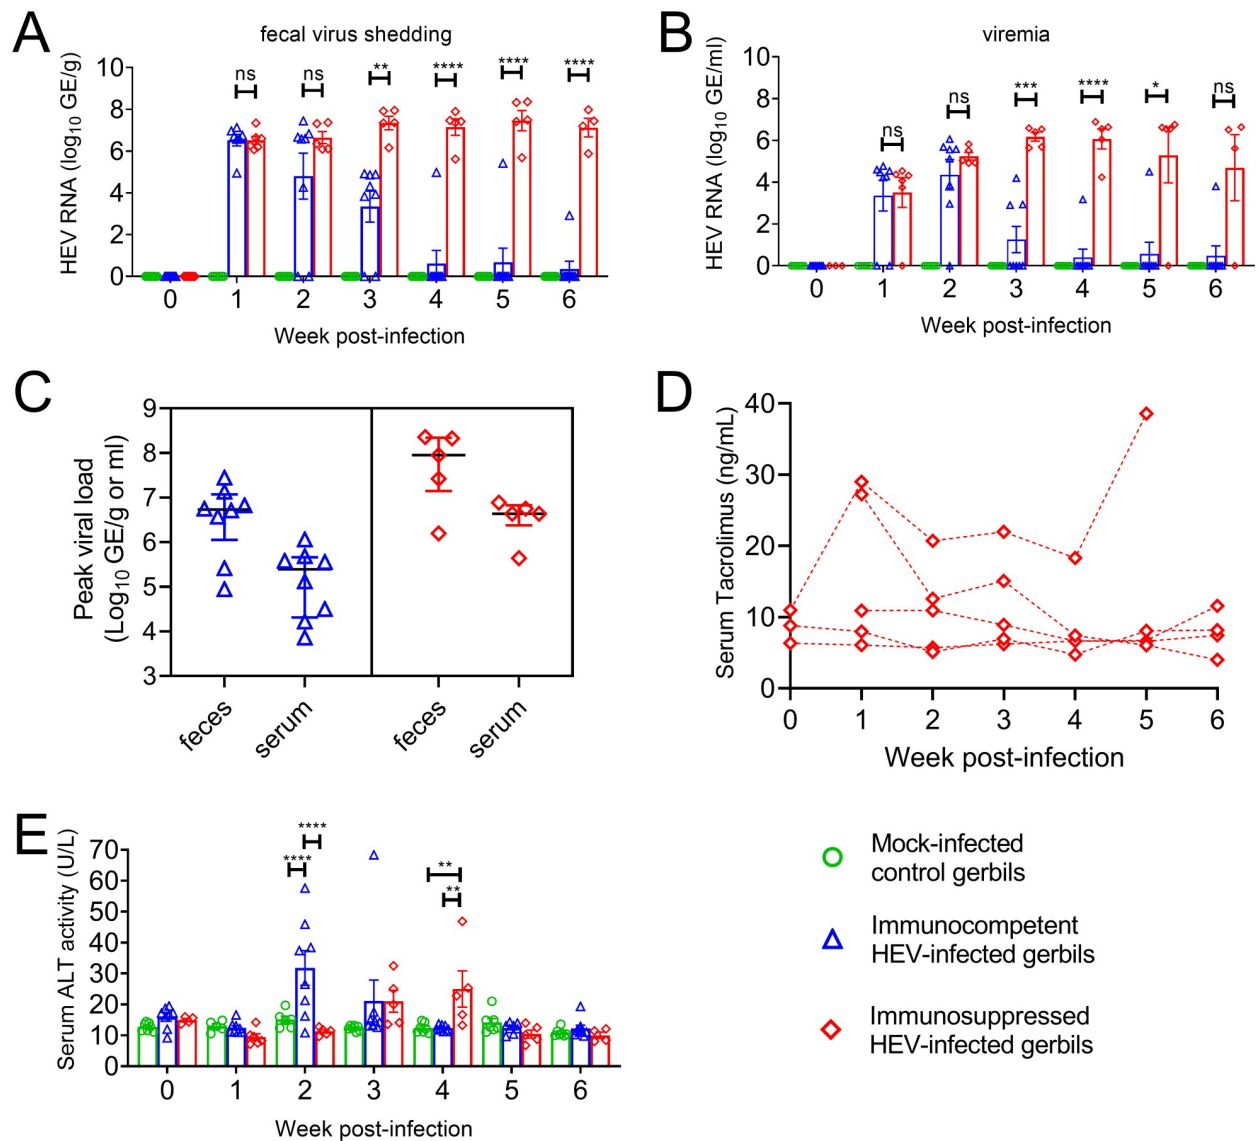 A
fecal virus shedding
HEV RNA (log10 GE/g)
10
8
6
4
2
0
ns
ns
**
****
****
****
0 1 2 3 4 5 6
Week post-infection
B
viremia
HEV RNA (log10 GE/ml)
10
8
6
4
2
0
ns
ns
***
****
*
ns
0 1 2 3 4 5 6
Week post-infection
C
Peak viral load
(Log10 GE/g or ml)
9
8
7
6
5
4
3
feces
serum
feces
serum
D
Serum Tacrolimus (ng/mL)
40
30
20
10
0
0 1 2 3 4 5 6
Week post-infection
E
Serum ALT activity (U/L)
70
60
50
40
30
20
10
0
****
****
**
**
0 1 2 3 4 5 6
Week post-infection
Mock-infected
control gerbils
Immunocompetent
HEV-infected gerbils
Immunosuppressed
HEV-infected gerbils